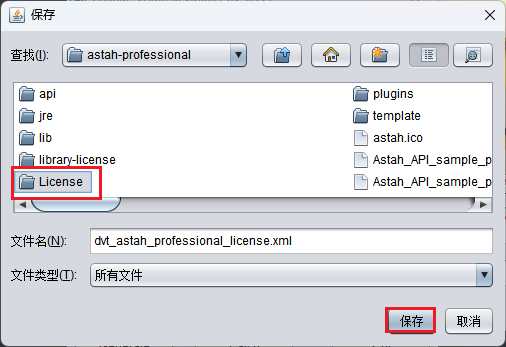 保存
查找(I):
astah-professional
api
jre
lib
library-license
License
plugins
template
astah.ico
Astah_API_sample_p
Astah_API_sample_p
文件名(N):
dvt_astah_professional_license.xml
文件类型(T):
所有文件
保存
取消